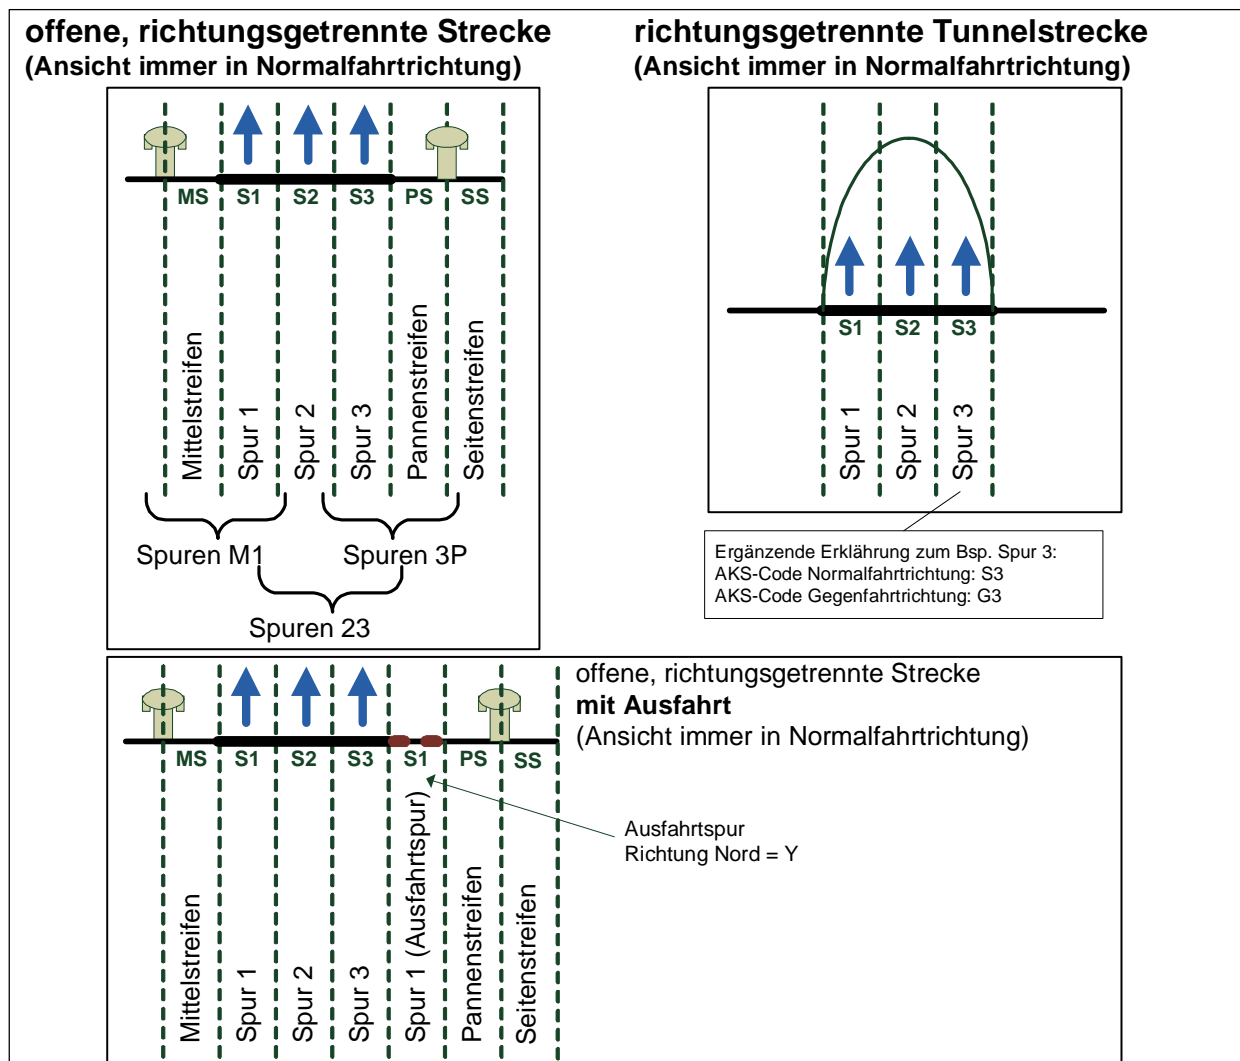 offene, richtungsgetrennte Strecke
(Ansicht immer in Normalfahrtrichtung)
MS S1 S2 S3 PS SS
Mittelstreifen
Spur 1
Spur 2
Spur 3
Pannenstreifen
Seitenstreifen
Spuren M1
Spuren 3P
Spuren 23
richtungsgetrennte Tunnelstrecke
(Ansicht immer in Normalfahrtrichtung)
S1 S2 S3
Spur 1
Spur 2
Spur 3
Ergänzende Erklärung zum Bsp. Spur 3:
AKS-Code Normalfahrtrichtung: S3
AKS-Code Gegenfahrtrichtung: G3
offene, richtungsgetrennte Strecke
mit Ausfahrt
(Ansicht immer in Normalfahrtrichtung)
MS S1 S2 S3 S1 PS SS
Ausfahrtspur
Richtung Nord = Y
Mittelstreifen
Spur 1
Spur 2
Spur 3
Spur 1 (Ausfahrtspur)
Pannenstreifen
Seitenstreifen